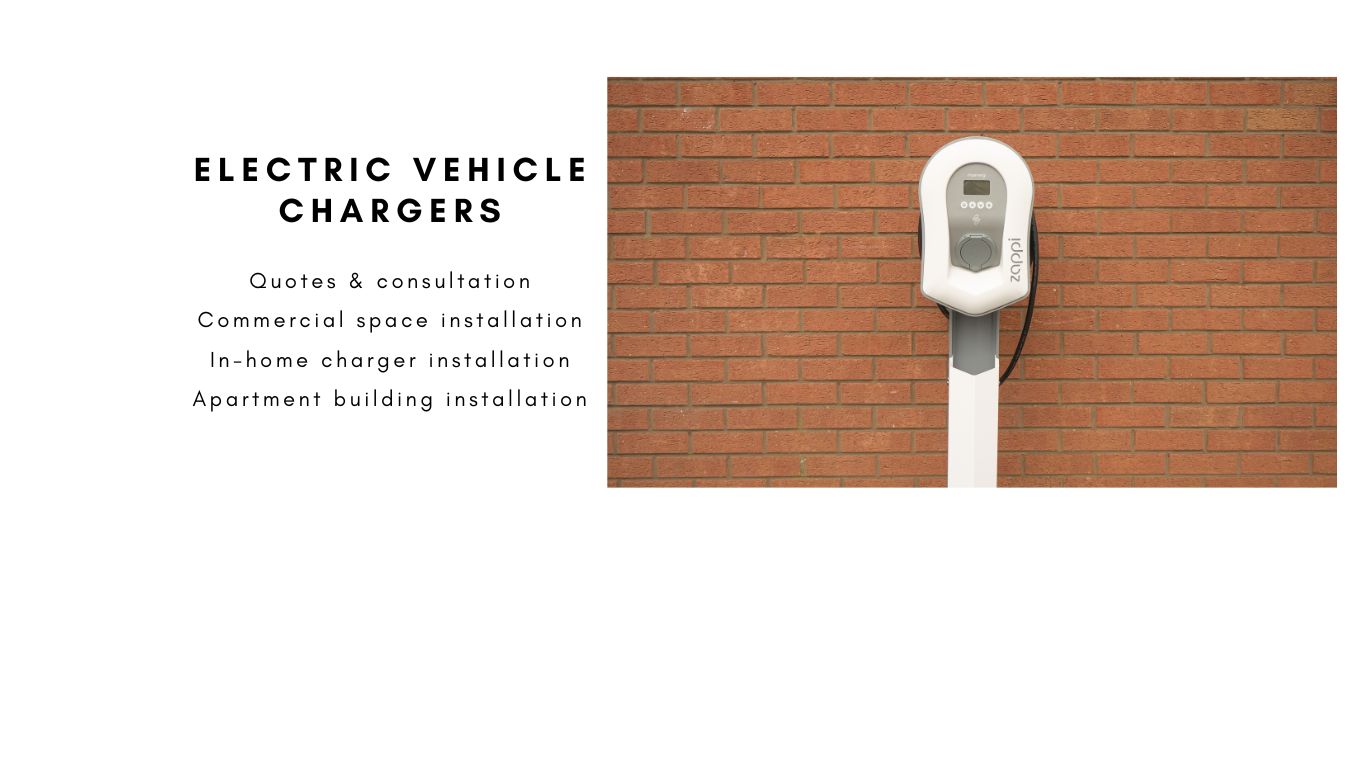 ELECTRIC VEHICLE
CHARGERS
Quotes & consultation
Commercial space installation
In-home charger installation
Apartment building installation
zappi